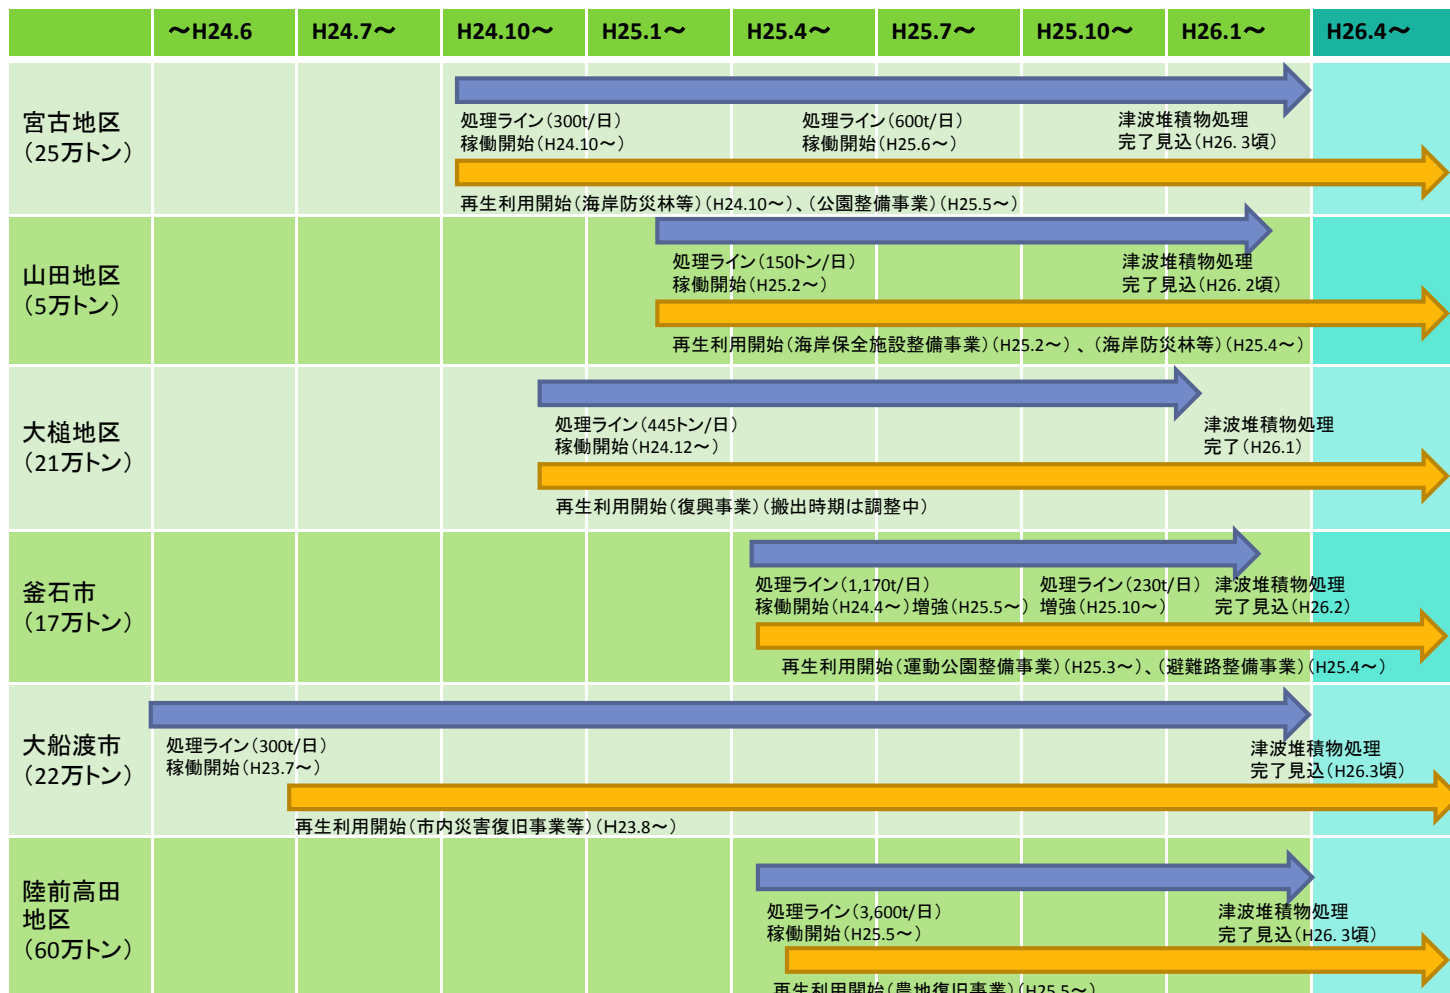 ～H24.6 H24.7～ H24.10～ H25.1～ H25.4～ H25.7～ H25.10～ H26.1～ H26.4～
宮古地区
（25万トン）
処理ライン（300t/日）
稼働開始（H24.10～）
処理ライン（600t/日）
稼働開始（H25.6～）
津波堆積物処理
完了見込（H26. 3頃）
再生利用開始（海岸防災林等）（H24.10～）、（公園整備事業）（H25.5～）
山田地区
（5万トン）
処理ライン（150トン/日）
稼働開始（H25.2～）
津波堆積物処理
完了見込（H26. 2頃）
再生利用開始（海岸保全施設整備事業）（H25.2～）、（海岸防災林等）（H25.4～）
大槌地区
（21万トン）
処理ライン（445トン/日）
稼働開始（H24.12～）
津波堆積物処理
完了（H26.1）
再生利用開始（復興事業）（搬出時期は調整中）
釜石市
（17万トン）
処理ライン（1,170t/日）
稼働開始（H24.4～）増強（H25.5～）
処理ライン（230t/日）
増強（H25.10～）
津波堆積物処理
完了見込（H26.2）
再生利用開始（運動公園整備事業）（H25.3～）、（避難路整備事業）（H25.4～）
大船渡市
（22万トン）
処理ライン（300t/日）
稼働開始（H23.7～）
津波堆積物処理
完了見込（H26.3頃）
再生利用開始（市内災害復旧事業等）（H23.8～）
陸前高田
地区
（60万トン）
処理ライン（3,600t/日）
稼働開始（H25.5～）
津波堆積物処理
完了見込（H26. 3頃）
再生利用開始（農地復旧事業）（H25.5～）